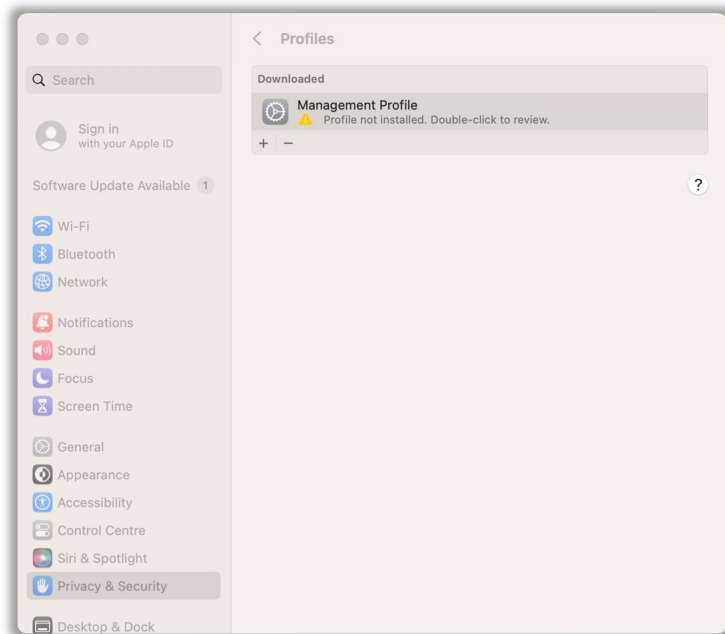 Profiles
Search
Sign in
with your Apple ID
Software Update Available 1
Wi-Fi
Bluetooth
Network
Notifications
Sound
Focus
Screen Time
General
Appearance
Accessibility
Control Centre
Siri & Spotlight
Privacy & Security
Desktop & Dock
Downloaded
Management Profile
Profile not installed. Double-click to review.
+ −
?